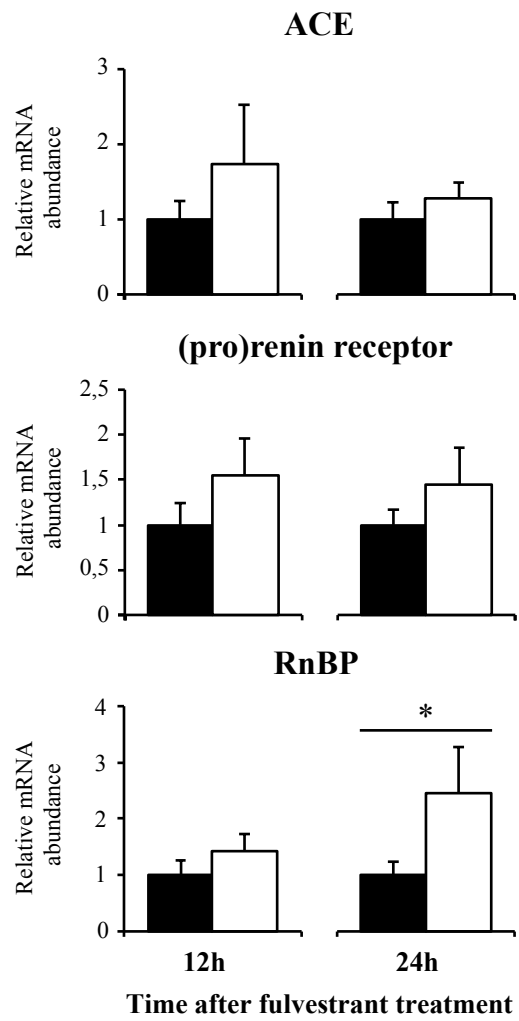 ACE
Relative mRNA
abundance
3
2
1
0
(pro)renin receptor
Relative mRNA
abundance
2,5
2
1,5
1
0,5
0
RnBP
Relative mRNA
abundance
4
3
2
1
0
*
12h 24h
Time after fulvestrant treatment